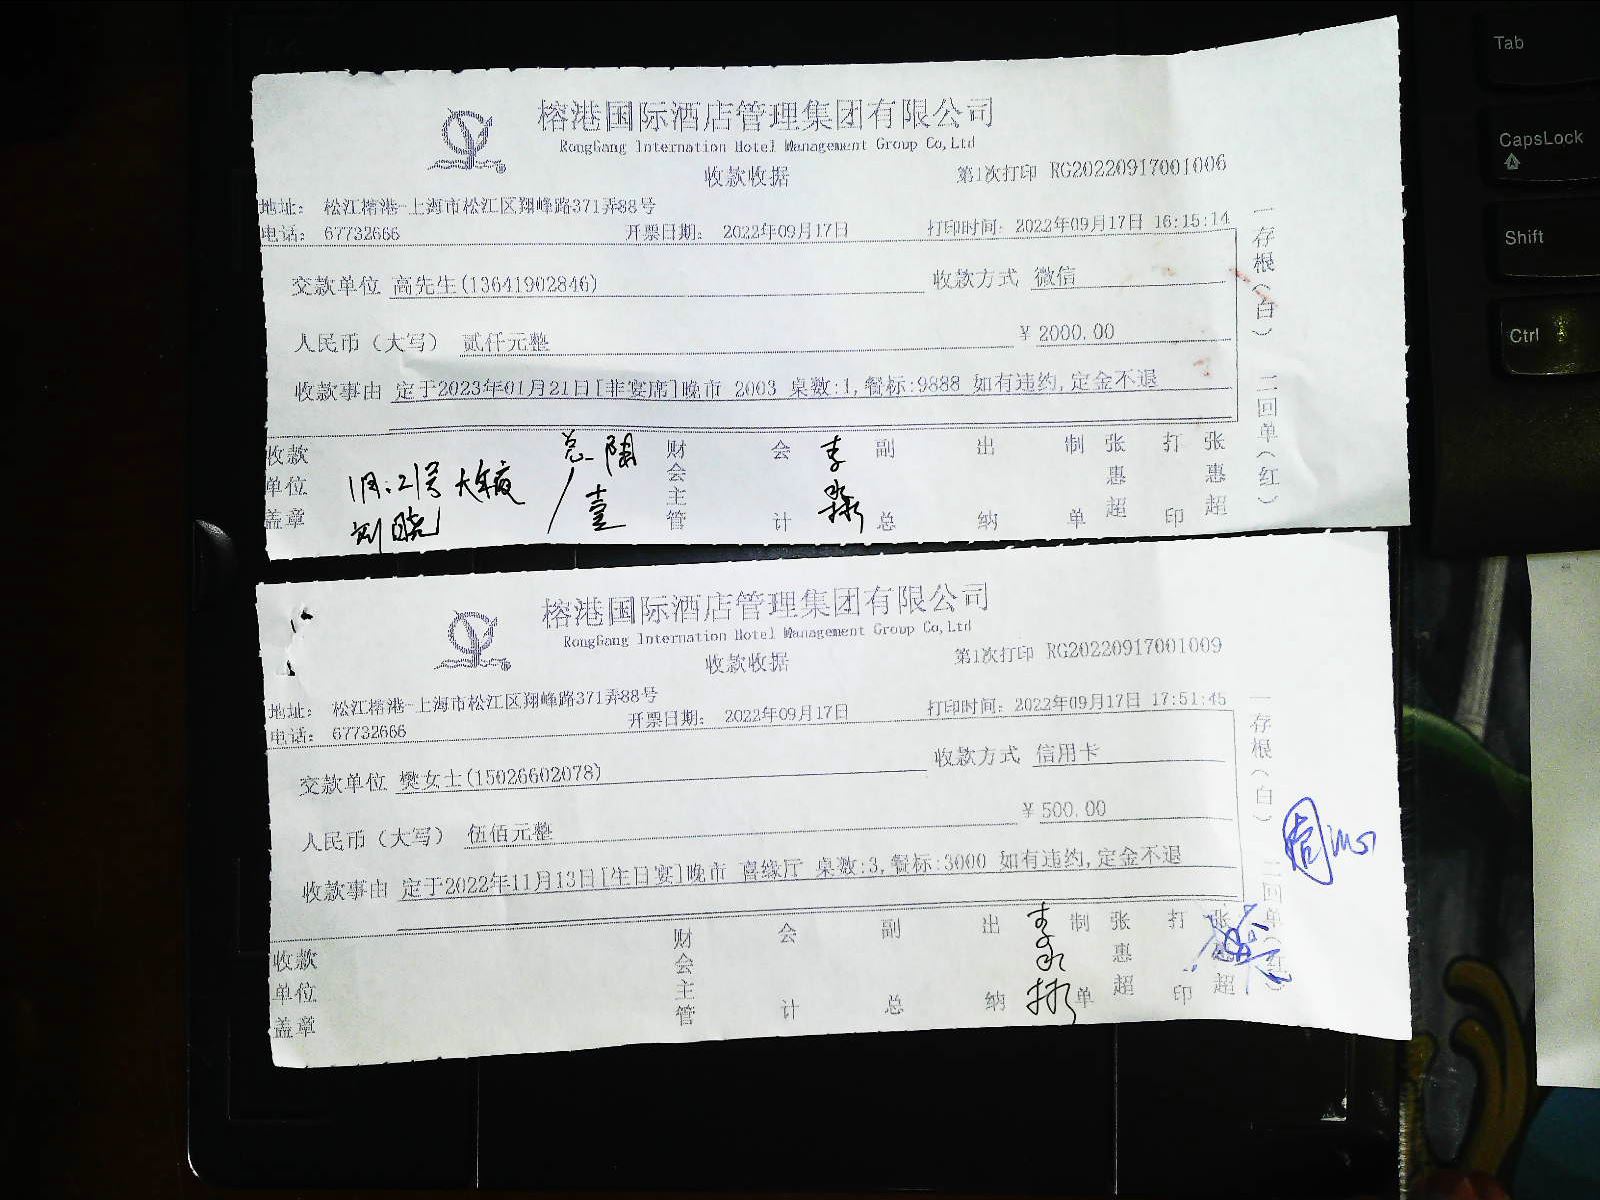 榕港国际酒店管理集团有限公司
RongGang Internation Hotel Management Group Co,Ltd
收款收据
第1次打印 RG20220917001006
地址： 松江榕港-上海市松江区翔峰路371弄88号
电话： 67732666
开票日期： 2022年09月17日
打印时间：2022年09月17日 16:15:14
交款单位 高先生(13641902846)
收款方式 微信
人民币（大写） 贰仟元整
￥2000.00
收款事由 定于2023年01月21日[非宴席]晚市 2003 桌数:1,餐标:9888 如有违约,定金不退
收款单位盖章
1月.21号 大年夜
财会主管
会计
副总
出纳
制单
张惠超
打印
张惠超
一存根（白） 二回单（红）
榕港国际酒店管理集团有限公司
RongGang Internation Hotel Management Group Co,Ltd
收款收据
第1次打印 RG20220917001009
地址： 松江榕港-上海市松江区翔峰路371弄88号
电话： 67732666
开票日期： 2022年09月17日
打印时间：2022年09月17日 17:51:45
交款单位 樊女士(15026602078)
收款方式 信用卡
人民币（大写） 伍佰元整
￥500.00
收款事由 定于2022年11月13日[生日宴]晚市 喜缘厅 桌数:3,餐标:3000 如有违约,定金不退
收款单位盖章
财会主管
会计
副总
出纳
制单
张惠超
打印
张惠超
一存根（白） 二回单（红）
Tab
CapsLock
Shift
Ctrl